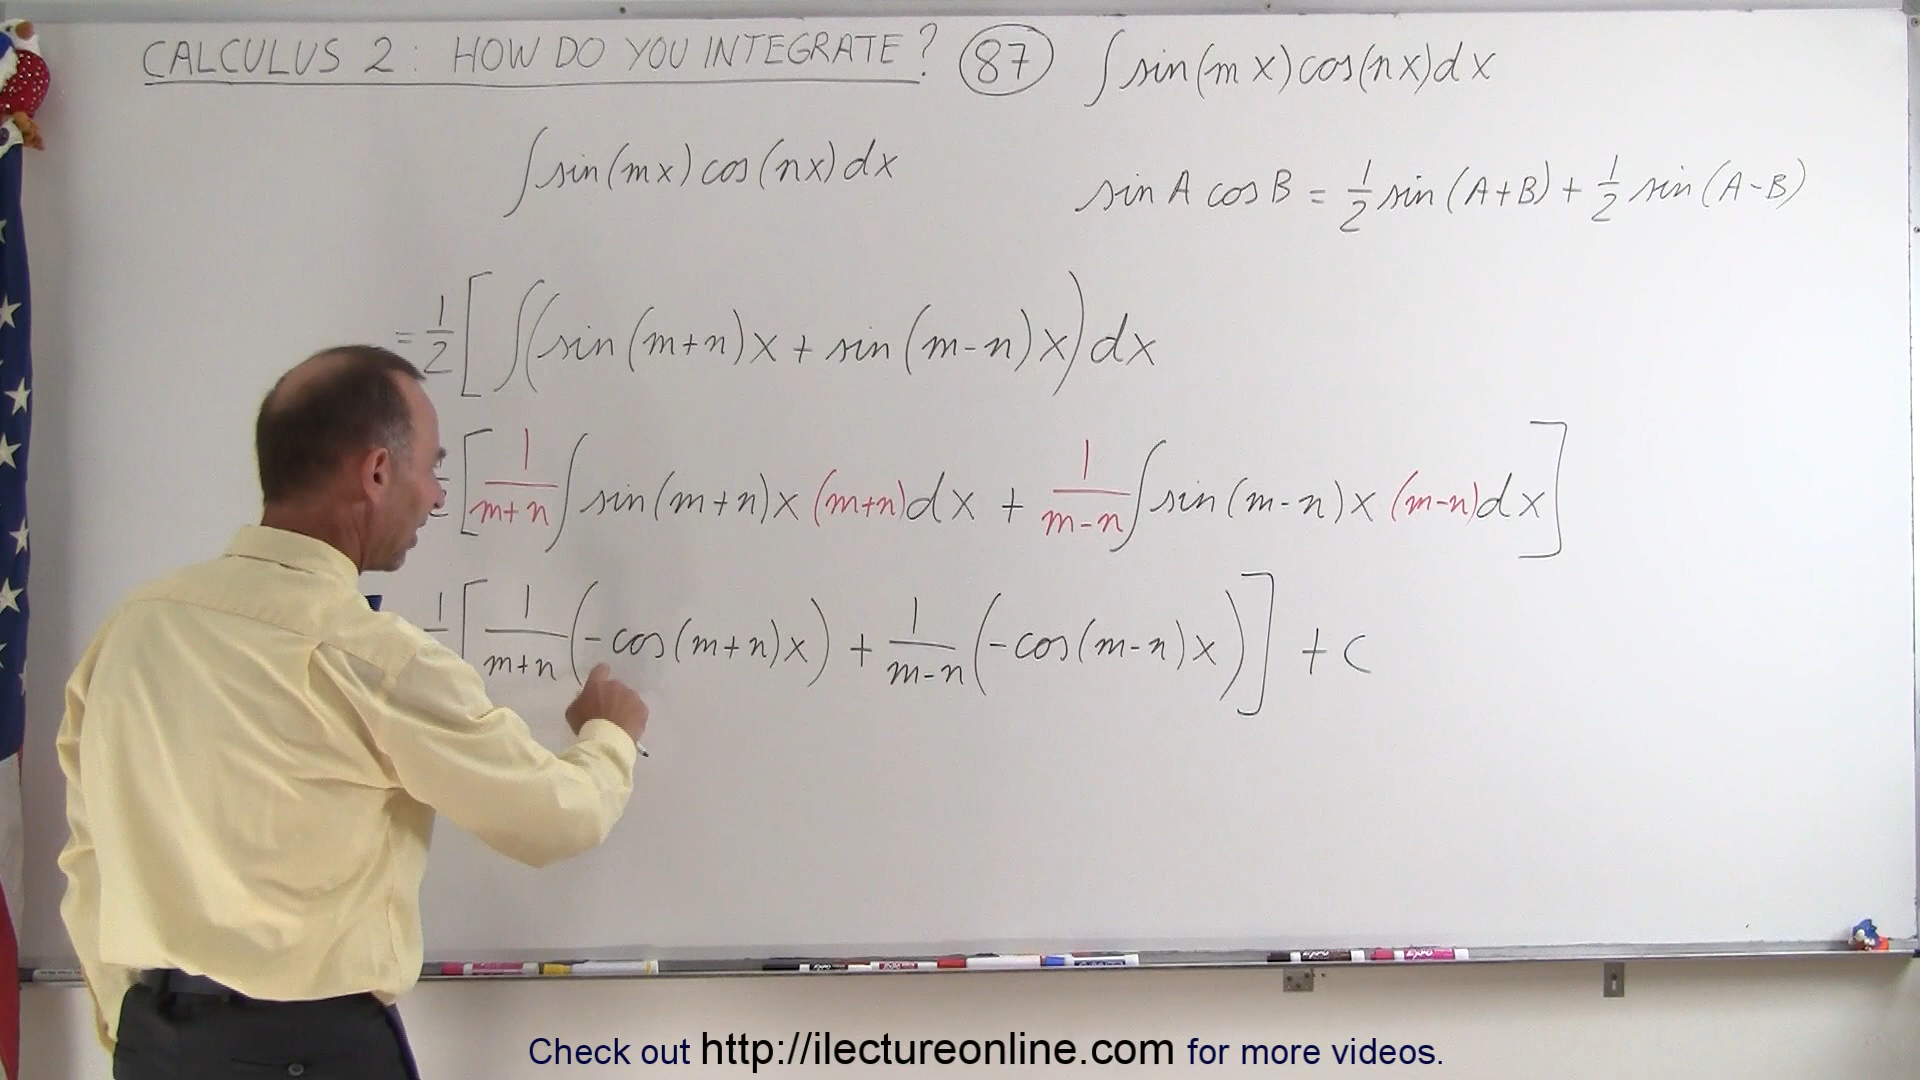 CALCULUS 2: HOW DO YOU INTEGRATE? 87 ∫sin(mx)cos(nx)dx
∫sin(mx)cos(nx)dx
sin A cos B = 1/2 sin(A+B) + 1/2 sin(A-B)
= 1/2 [∫(sin(m+n)x + sin(m-n)x)dx
= [1/(m+n) ∫sin(m+n)x (m+n)dx + 1/(m-n) ∫sin(m-n)x (m-n)dx]
1/ [1/(m+n) (-cos(m+n)x) + 1/(m-n) (-cos(m-n)x)] + C
Check out http://ilectureonline.com for more videos.